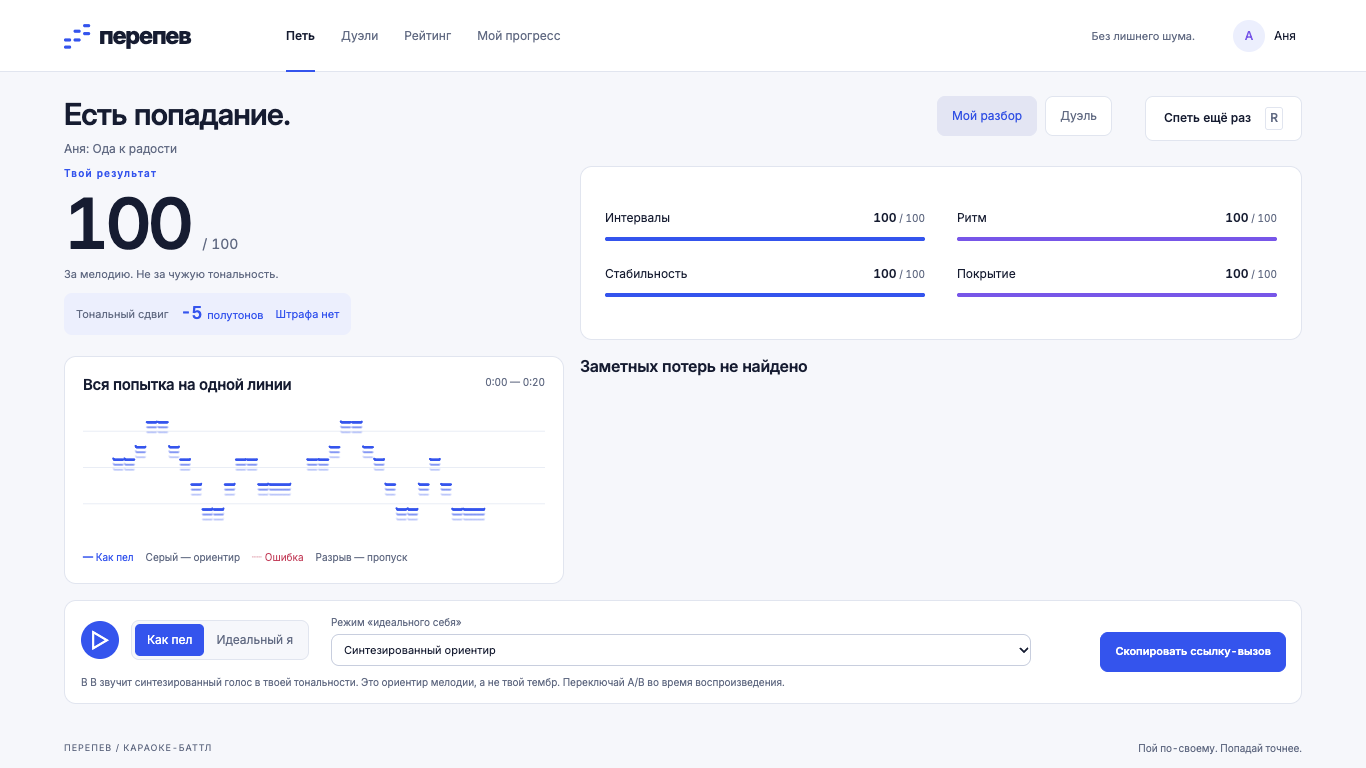 перепев
Петь
Дуэли
Рейтинг
Мой прогресс
Без лишнего шума.
А
Аня
Есть попадание.
Аня: Ода к радости
Мой разбор
Дуэль
Спеть ещё раз R
Твой результат
100 / 100
За мелодию. Не за чужую тональность.
Тональный сдвиг -5 полутонов Штрафа нет
Интервалы 100 / 100
Ритм 100 / 100
Стабильность 100 / 100
Покрытие 100 / 100
Вся попытка на одной линии
0:00 — 0:20
Как пел
Серый — ориентир
Ошибка
Разрыв — пропуск
Заметных потерь не найдено
Как пел
Идеальный я
Режим «идеального себя»
Синтезированный ориентир
Скопировать ссылку-вызов
В B звучит синтезированный голос в твоей тональности. Это ориентир мелодии, а не твой тембр. Переключай A/B во время воспроизведения.
ПЕРЕПЕВ / КАРАОКЕ-БАТТЛ
Пой по-своему. Попадай точнее.